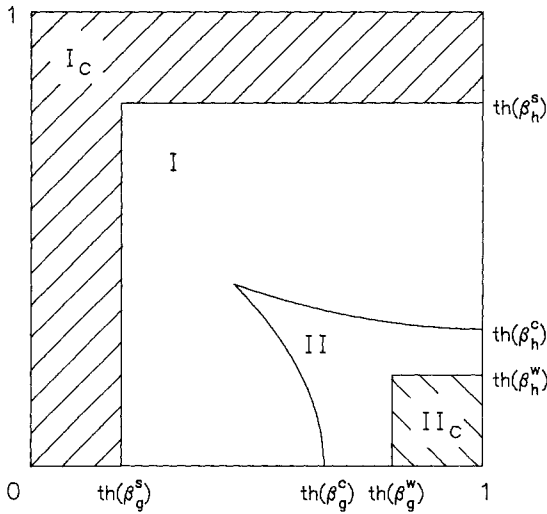 1
I_C
th(β_h^s)
I
th(β_h^c)
II
th(β_h^w)
II_C
0
th(β_g^s)
th(β_g^c)
th(β_g^w)
1